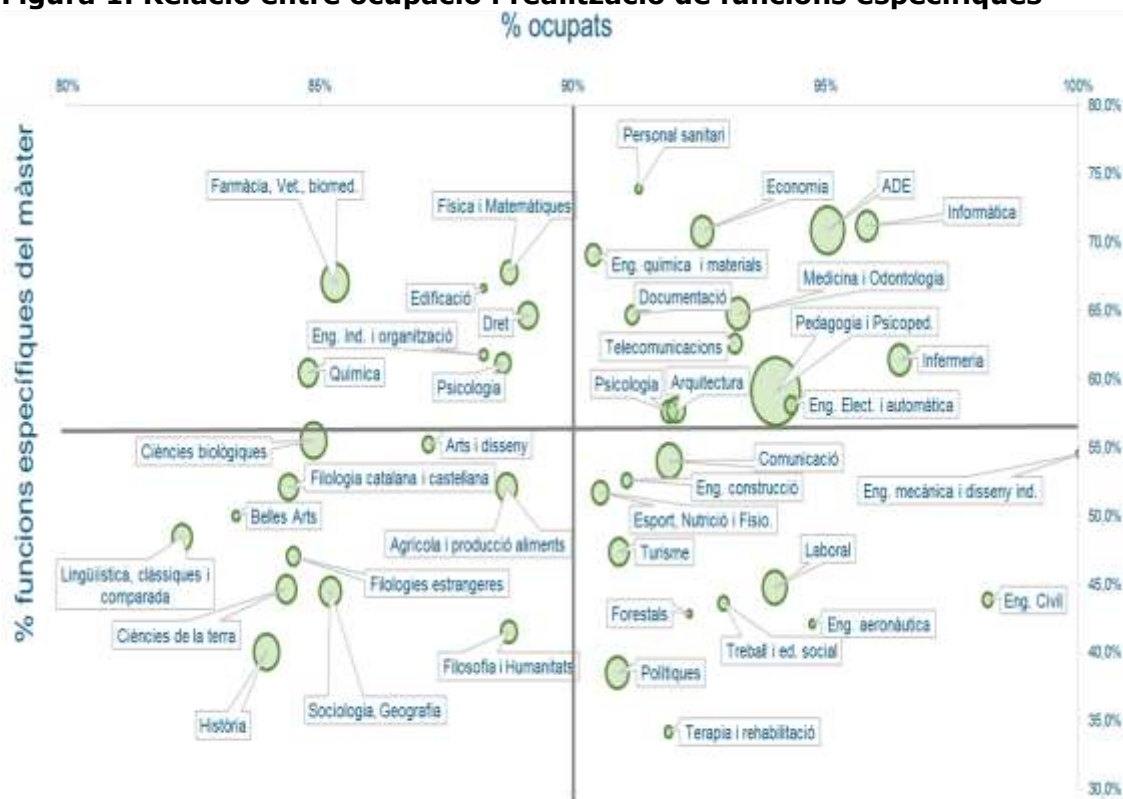 Figura 1: Relació entre ocupació i realització de funcions específiques
% ocupats
80%
85%
90%
95%
100%
% funcions específiques del màster
80.0%
75.0%
70.0%
65.0%
60.0%
55.0%
50.0%
45.0%
40.0%
35.0%
30.0%
Personal sanitari
Farmàcia, Vet., biomed.
Economia
ADE
Física i Matemàtiques
Informàtica
Eng. química i materials
Medicina i Odontologia
Edificació
Documentació
Dret
Pedagogia i Psicoped.
Eng. Ind. i organització
Telecomunicacions
Infermeria
Química
Psicologia
Psicologia
Arquitectura
Eng. Elect. i automàtica
Ciències biològiques
Arts i disseny
Comunicació
Filologia catalana i castellana
Eng. construcció
Eng. mecànica i disseny ind.
Belles Arts
Esport, Nutrició i Fisio.
Agrícola i producció aliments
Turisme
Laboral
Lingüística, clàssiques i
comparada
Filologies estrangeres
Forestals
Eng. Civil
Ciències de la terra
Eng. aeronàutica
Treball i ed. social
Filosofia i Humanitats
Polítiques
Sociologia, Geografia
Història
Terapia i rehabilitació